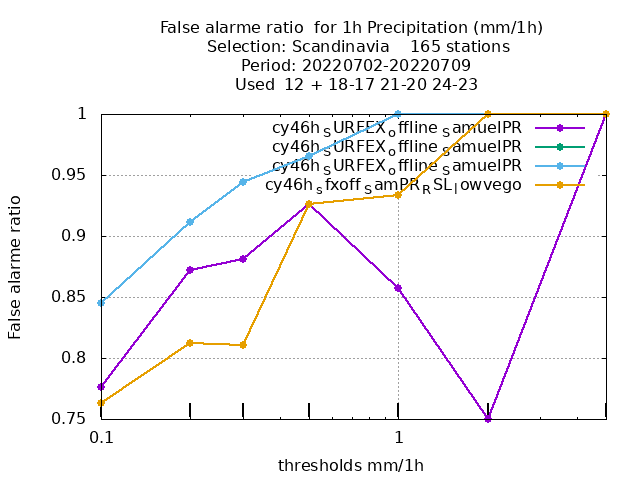 False alarme ratio  for 1h Precipitation (mm/1h)
Selection: Scandinavia    165 stations
Period: 20220702-20220709
Used  12 + 18-17 21-20 24-23
cy46h_SURFEX_offline_SamuelPR
cy46h_SURFEX_offline_SamuelPR
cy46h_SURFEX_offline_SamuelPR
cy46h_sfxoff_SamPR_RSL_lowvego
1
0.95
0.9
0.85
0.8
0.75
False alarme ratio
0.1
1
thresholds mm/1h